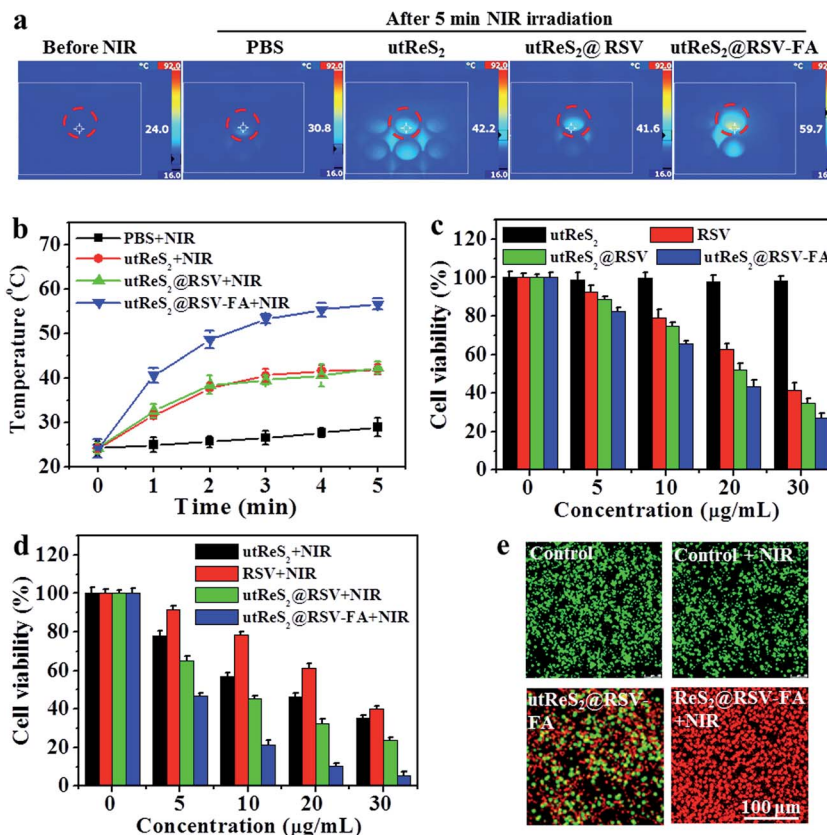 a
After 5 min NIR irradiation
Before NIR
PBS
utReS₂
utReS₂@RSV
utReS₂@RSV-FA
°C 92.0
24.0
16.0
°C 92.0
30.8
16.0
°C 92.0
42.2
16.0
°C 92.0
41.6
16.0
°C 92.0
59.7
16.0
b
PBS+NIR
utReS₂+NIR
utReS₂@RSV+NIR
utReS₂@RSV-FA+NIR
Temperature (°C)
70
60
50
40
30
20
0 1 2 3 4 5
Time (min)
c
utReS₂ RSV
utReS₂@RSV utReS₂@RSV-FA
Cell viability (%)
120
100
80
60
40
20
0
0 5 10 20 30
Concentration (μg/mL)
d
utReS₂+NIR
RSV+NIR
utReS₂@RSV+NIR
utReS₂@RSV-FA+NIR
Cell viability (%)
120
100
80
60
40
20
0
0 5 10 20 30
Concentration (μg/mL)
e
Control
Control +NIR
utReS₂@RSV-
FA
ReS₂@RSV-FA
+NIR
100 μm